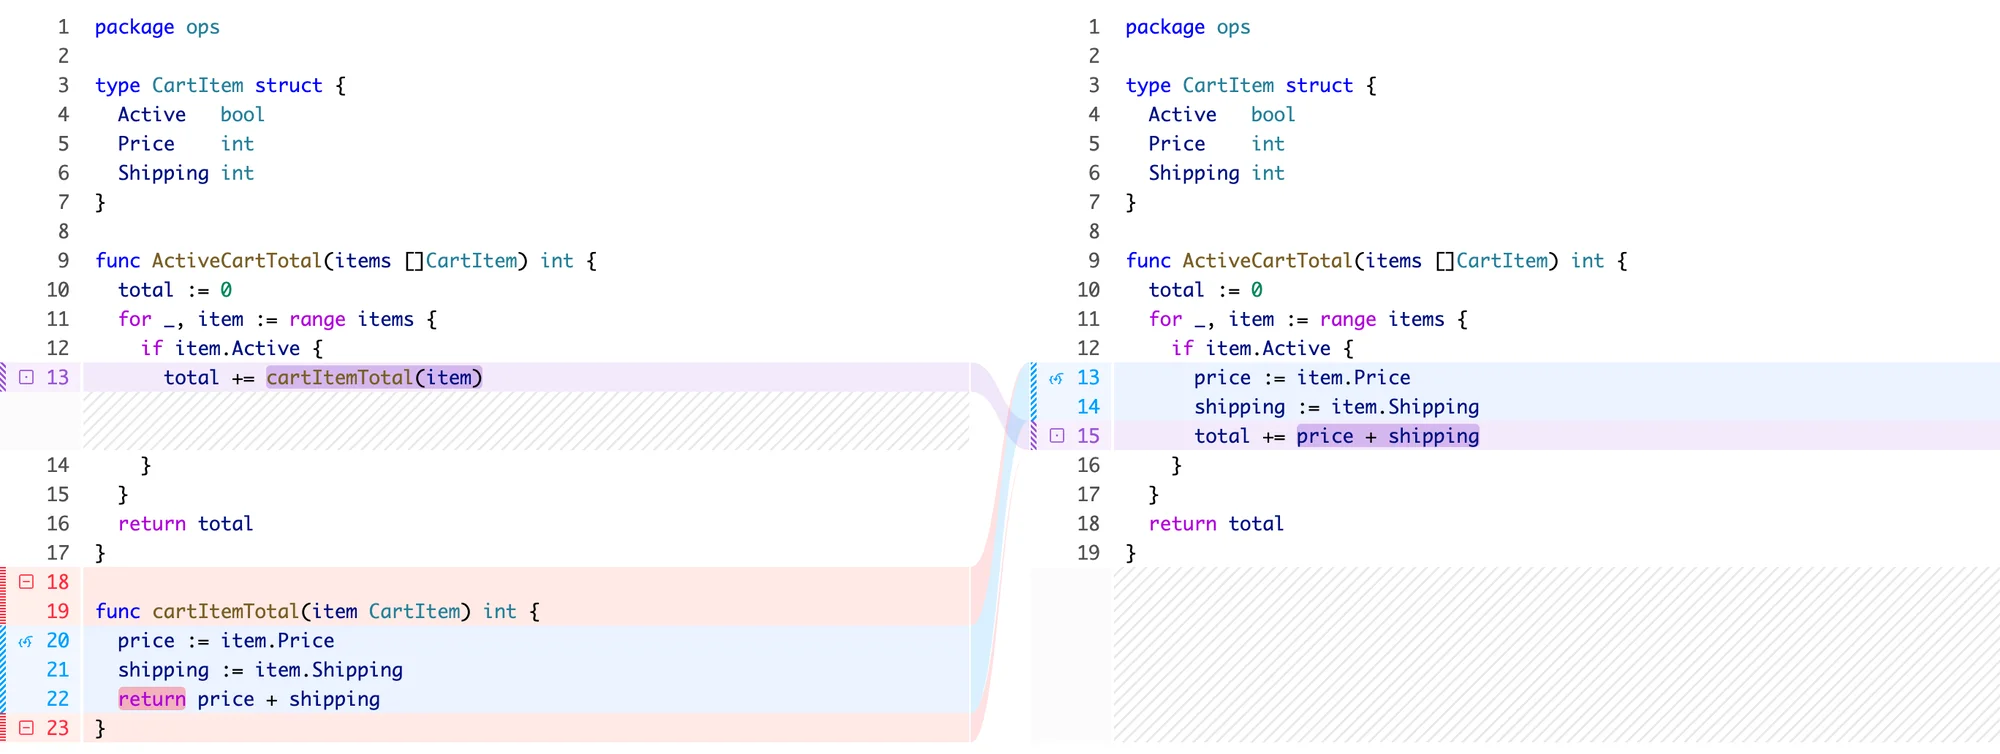 1 package ops
2
3 type CartItem struct {
4 Active bool
5 Price int
6 Shipping int
7 }
8
9 func ActiveCartTotal(items []CartItem) int {
10 total := 0
11 for _, item := range items {
12 if item.Active {
13 total += cartItemTotal(item)
14 }
15 }
16 return total
17 }
18
19 func cartItemTotal(item CartItem) int {
20 price := item.Price
21 shipping := item.Shipping
22 return price + shipping
23 }
1 package ops
2
3 type CartItem struct {
4 Active bool
5 Price int
6 Shipping int
7 }
8
9 func ActiveCartTotal(items []CartItem) int {
10 total := 0
11 for _, item := range items {
12 if item.Active {
13 price := item.Price
14 shipping := item.Shipping
15 total += price + shipping
16 }
17 }
18 return total
19 }